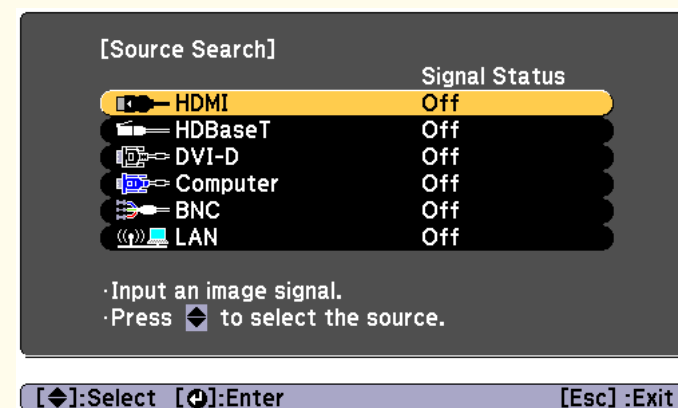 [Source Search]
Signal Status
HDMI Off
HDBaseT Off
DVI-D Off
Computer Off
BNC Off
LAN Off
·Input an image signal.
·Press to select the source.
[]:Select []:Enter [Esc] :Exit